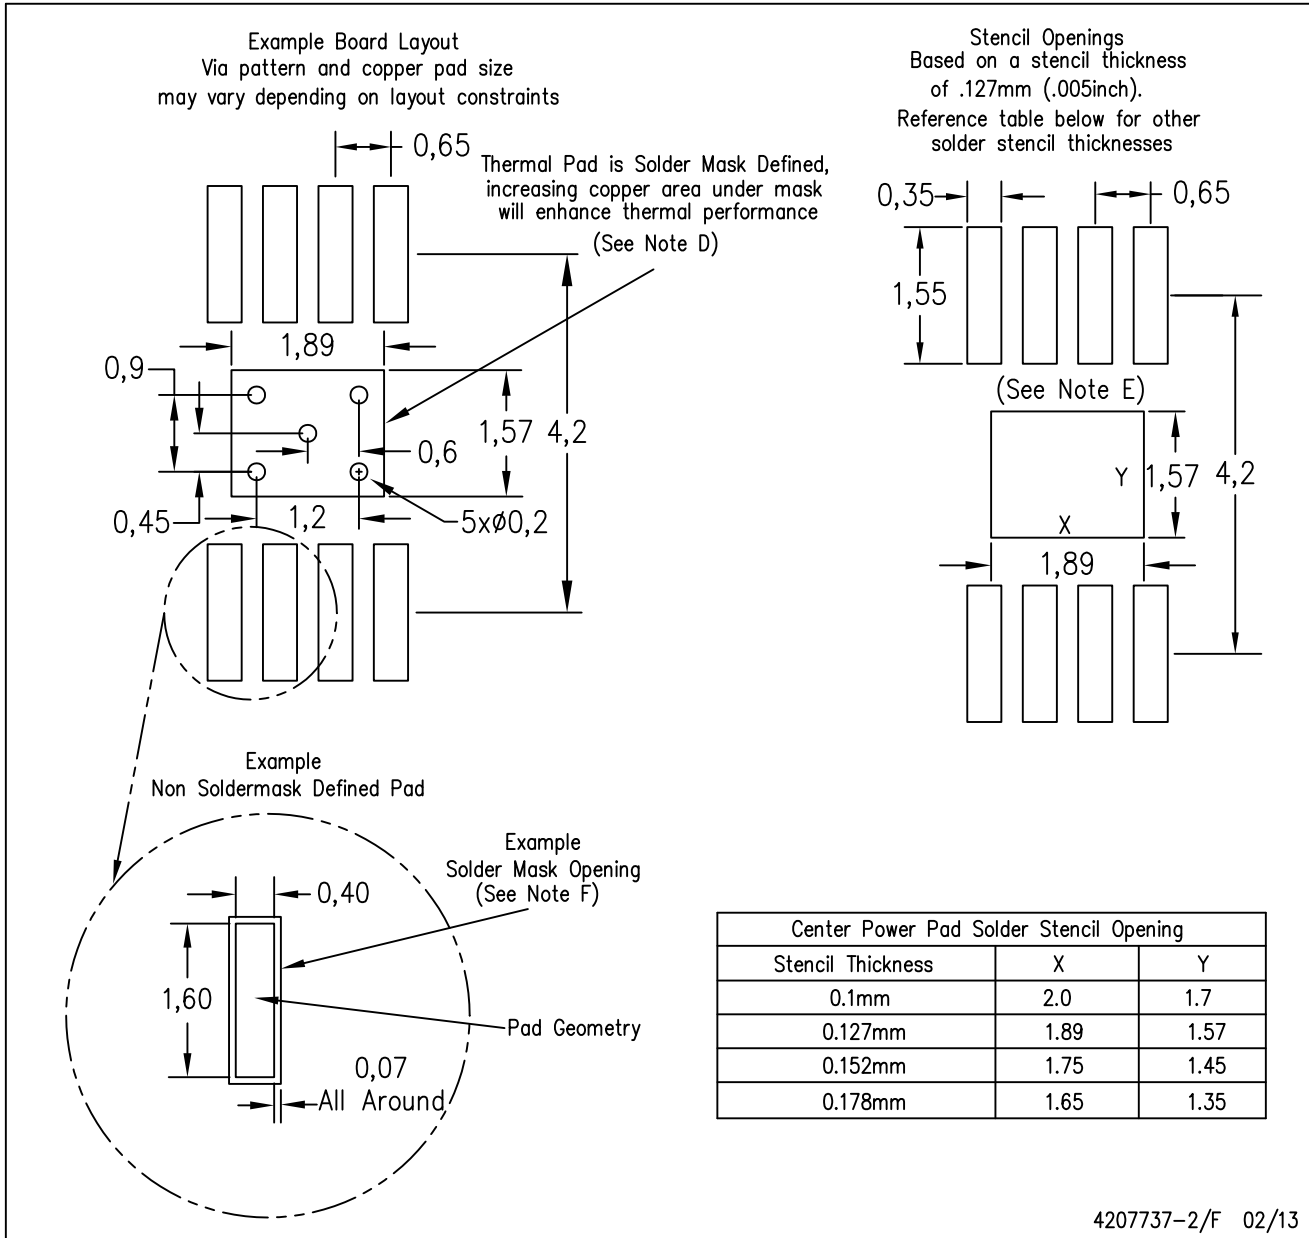 Example Board Layout
Via pattern and copper pad size
may vary depending on layout constraints
0,65
Thermal Pad is Solder Mask Defined,
increasing copper area under mask
will enhance thermal performance
(See Note D)
1,89
0,9
1,57
4,2
0,6
0,45
1,2
5xø0,2
Stencil Openings
Based on a stencil thickness
of .127mm (.005inch).
Reference table below for other
solder stencil thicknesses
0,35
0,65
1,55
(See Note E)
Y
1,57
4,2
X
1,89
Example
Non Soldermask Defined Pad
Example
Solder Mask Opening
(See Note F)
0,40
1,60
Pad Geometry
0,07
All Around
Center Power Pad Solder Stencil Opening
Stencil Thickness X Y
0.1mm 2.0 1.7
0.127mm 1.89 1.57
0.152mm 1.75 1.45
0.178mm 1.65 1.35
4207737-2/F 02/13